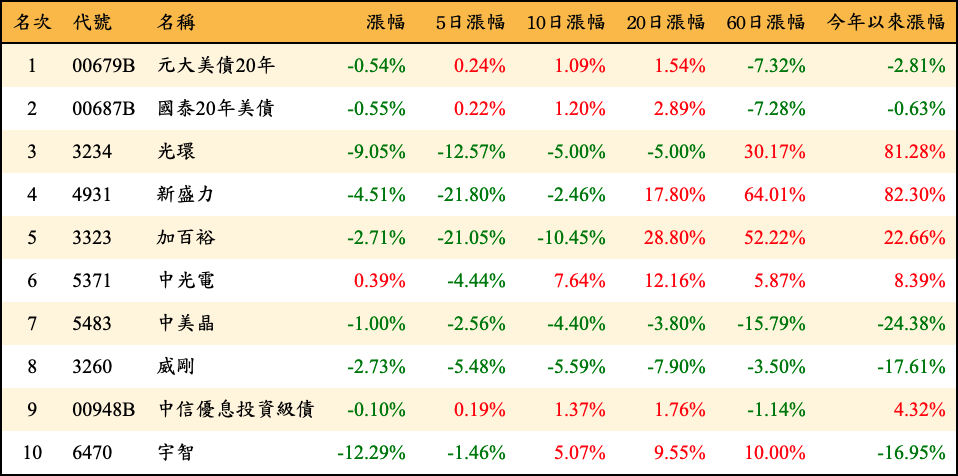 名次 代號 名稱 漲幅 5日漲幅 10日漲幅 20日漲幅 60日漲幅 今年以來漲幅
1 00679B 元大美債20年 -0.54% 0.24% 1.09% 1.54% -7.32% -2.81%
2 00687B 國泰20年美債 -0.55% 0.22% 1.20% 2.89% -7.28% -0.63%
3 3234 光環 -9.05% -12.57% -5.00% -5.00% 30.17% 81.28%
4 4931 新盛力 -4.51% -21.80% -2.46% 17.80% 64.01% 82.30%
5 3323 加百裕 -2.71% -21.05% -10.45% 28.80% 52.22% 22.66%
6 5371 中光電 0.39% -4.44% 7.64% 12.16% 5.87% 8.39%
7 5483 中美晶 -1.00% -2.56% -4.40% -3.80% -15.79% -24.38%
8 3260 威剛 -2.73% -5.48% -5.59% -7.90% -3.50% -17.61%
9 00948B 中信優息投資級債 -0.10% 0.19% 1.37% 1.76% -1.14% 4.32%
10 6470 宇智 -12.29% -1.46% 5.07% 9.55% 10.00% -16.95%